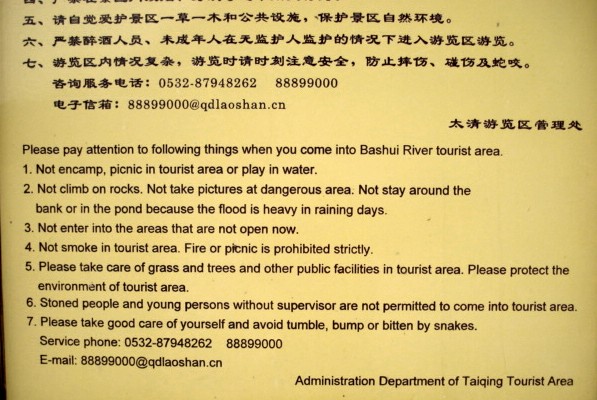 五、请自觉爱护景区一草一木和公共设施，保护景区自然环境。
六、严禁醉酒人员、未成年人在无监护人监护的情况下进入游览区游览。
七、游览区内情况复杂，游览时请时刻注意安全，防止摔伤、碰伤及蛇咬。
咨询服务电话：0532-87948262 88899000
电子信箱：88899000@qdlaoshan.cn
太清游览区管理处
Please pay attention to following things when you come into Bashui River tourist area.
1. Not encamp, picnic in tourist area or play in water.
2. Not climb on rocks. Not take pictures at dangerous area. Not stay around the
bank or in the pond because the flood is heavy in raining days.
3. Not enter into the areas that are not open now.
4. Not smoke in tourist area. Fire or picnic is prohibited strictly.
5. Please take care of grass and trees and other public facilities in tourist area. Please protect the
environment of tourist area.
6. Stoned people and young persons without supervisor are not permitted to come into tourist area.
7. Please take good care of yourself and avoid tumble, bump or bitten by snakes.
Service phone: 0532-87948262 88899000
E-mail: 88899000@qdlaoshan.cn
Administration Department of Taiqing Tourist Area